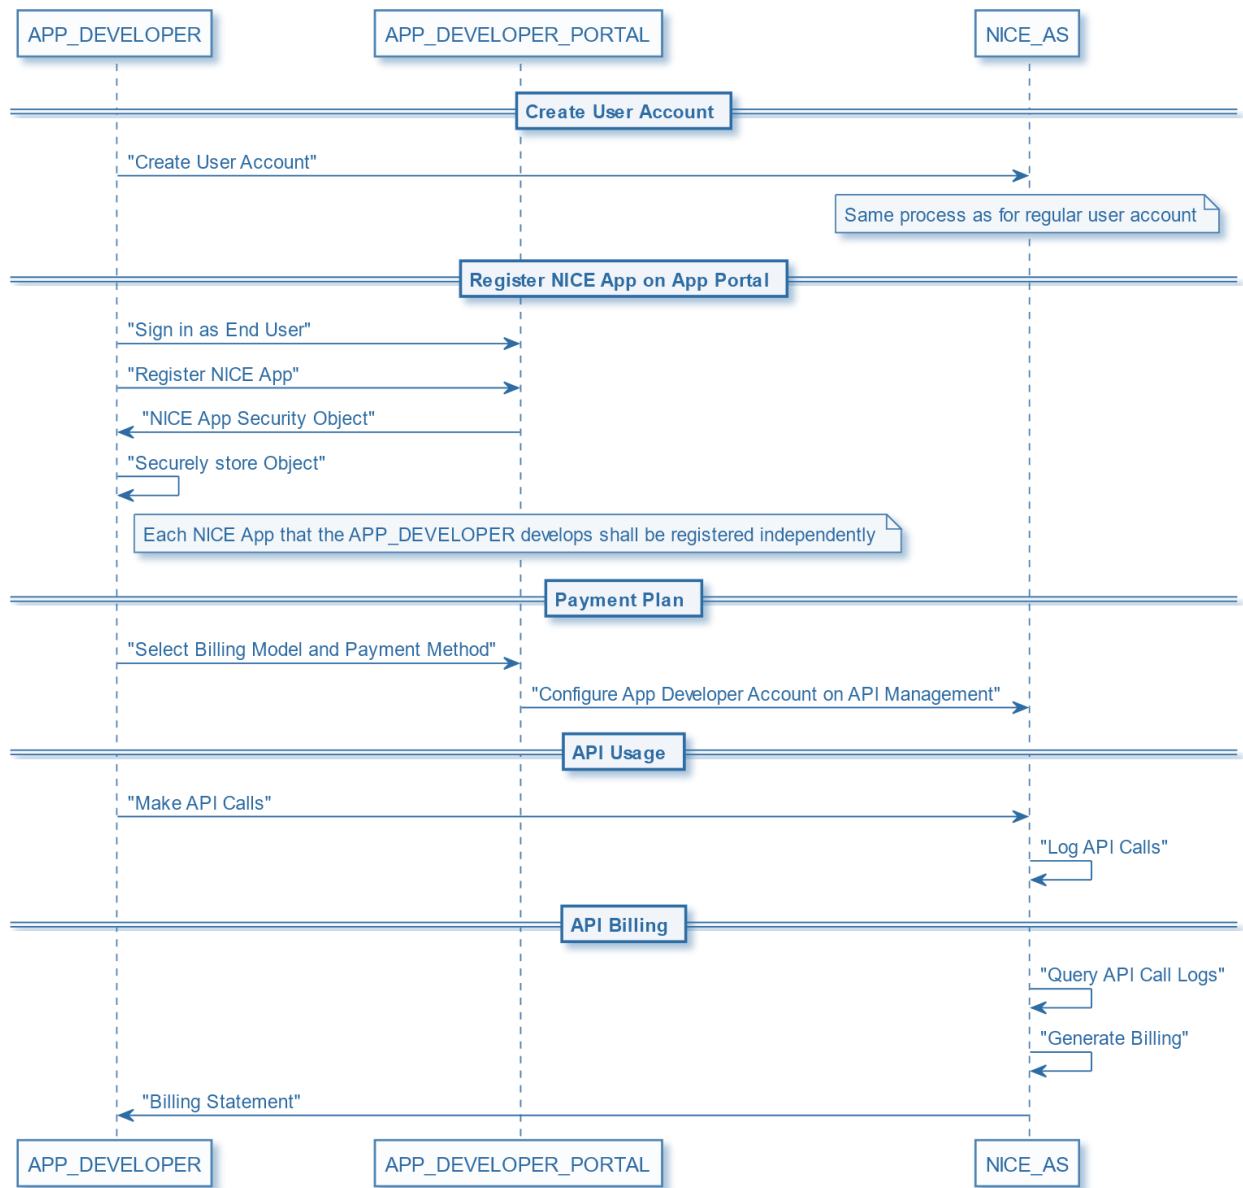 APP_DEVELOPER
APP_DEVELOPER_PORTAL
NICE_AS
Create User Account
"Create User Account"
Same process as for regular user account
Register NICE App on App Portal
"Sign in as End User"
"Register NICE App"
"NICE App Security Object"
"Securely store Object"
Each NICE App that the APP_DEVELOPER develops shall be registered independently
Payment Plan
"Select Billing Model and Payment Method"
"Configure App Developer Account on API Management"
API Usage
"Make API Calls"
"Log API Calls"
API Billing
"Query API Call Logs"
"Generate Billing"
"Billing Statement"
APP_DEVELOPER
APP_DEVELOPER_PORTAL
NICE_AS